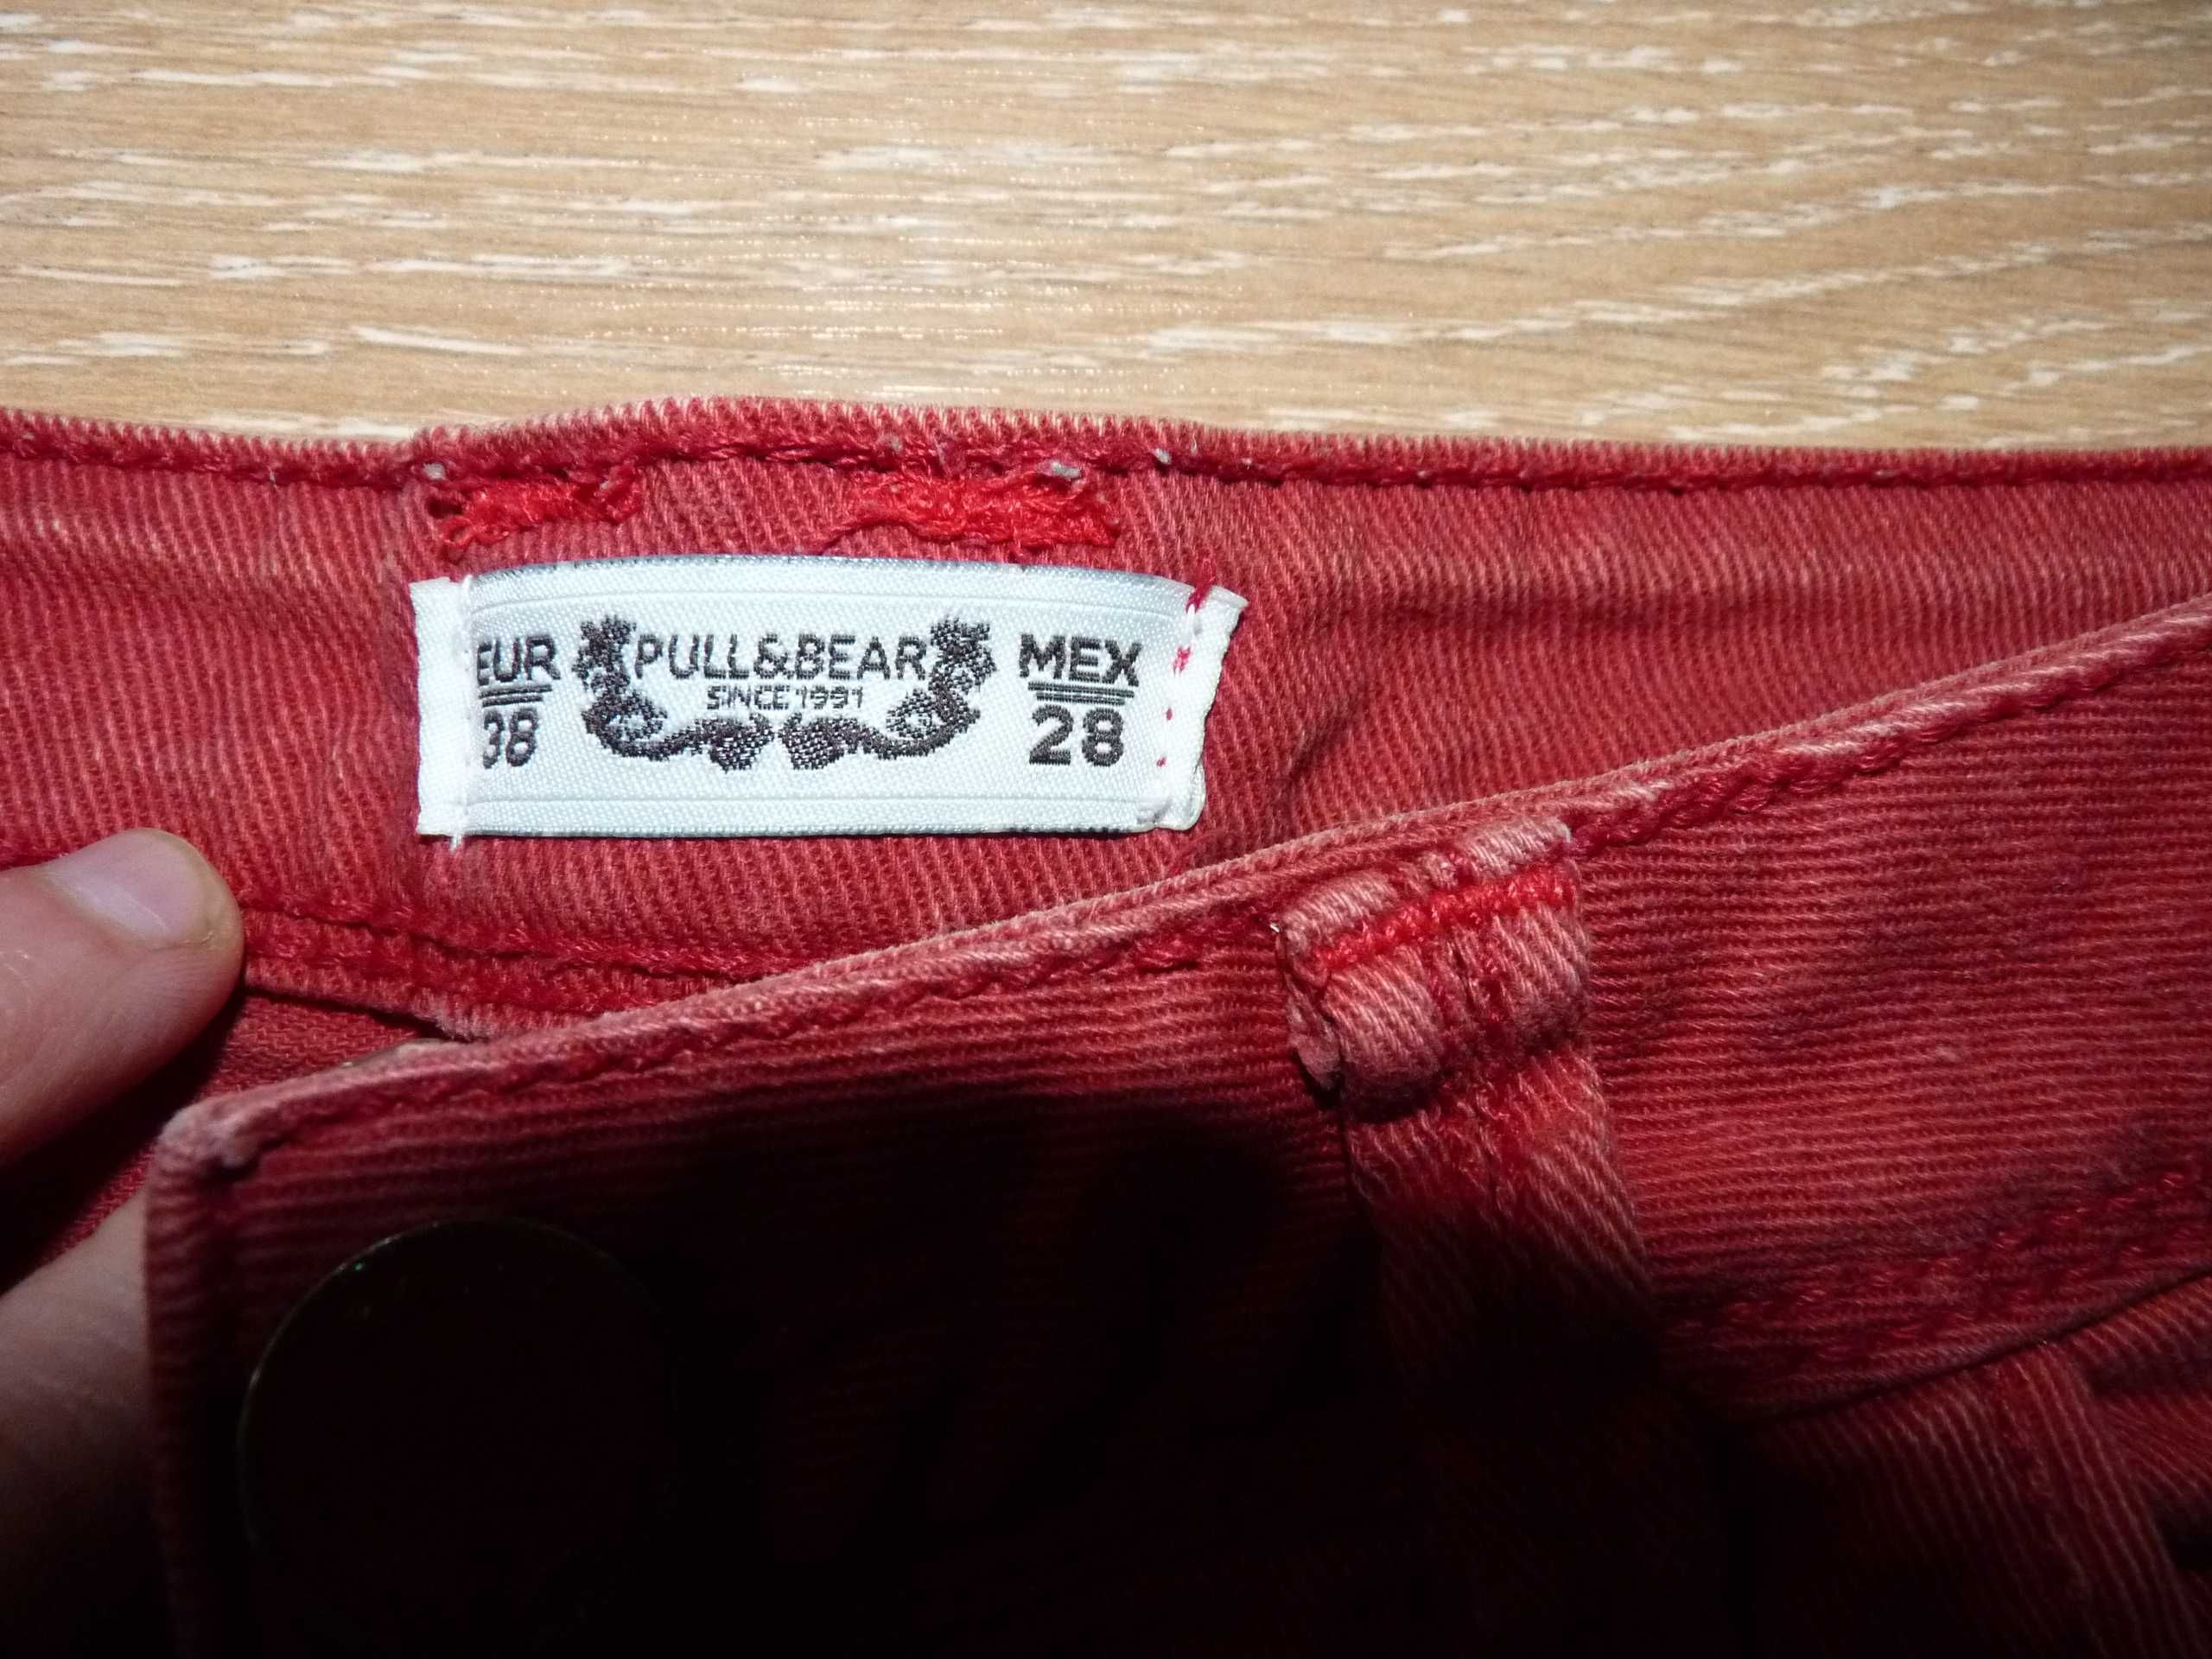 EUR
38
PULL&BEAR
SINCE 1991
MEX
28